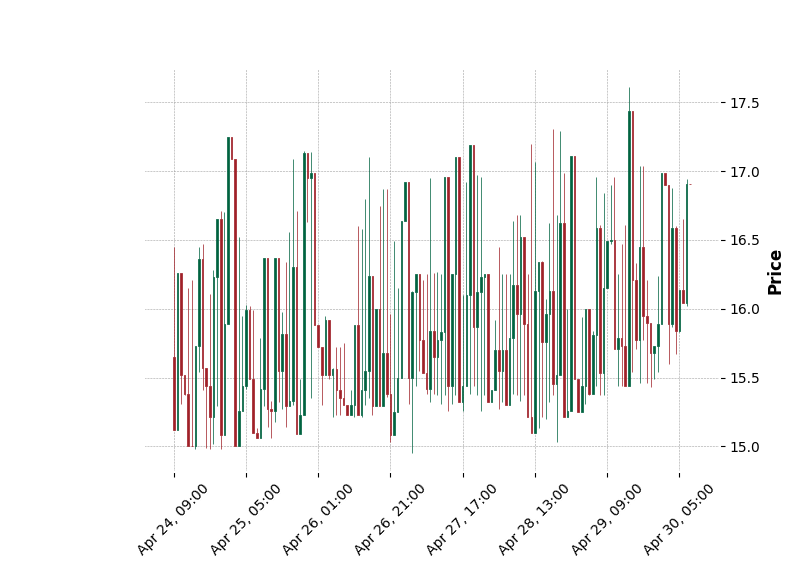 17.5
17.0
16.5
16.0
15.5
15.0
Price
Apr 24, 09:00
Apr 25, 05:00
Apr 26, 01:00
Apr 26, 21:00
Apr 27, 17:00
Apr 28, 13:00
Apr 29, 09:00
Apr 30, 05:00